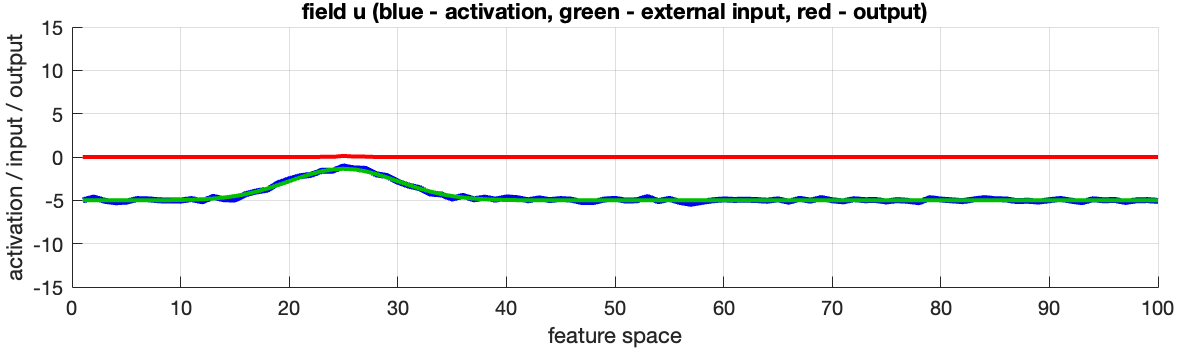 field u (blue - activation, green - external input, red - output)
activation / input / output
15
10
5
0
-5
-10
-15
0 10 20 30 40 50 60 70 80 90 100
feature space